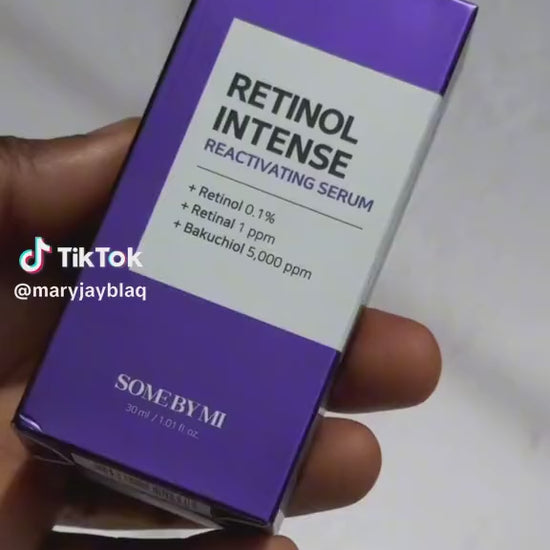 RETINOL
INTENSE
REACTIVATING SERUM
+ Retinol 0.1%
+ Retinal 1 ppm
+ Bakuchiol 5,000 ppm
TikTok
@maryjayblaq
SOME BY MI
30 ml / 1.01 fl oz.